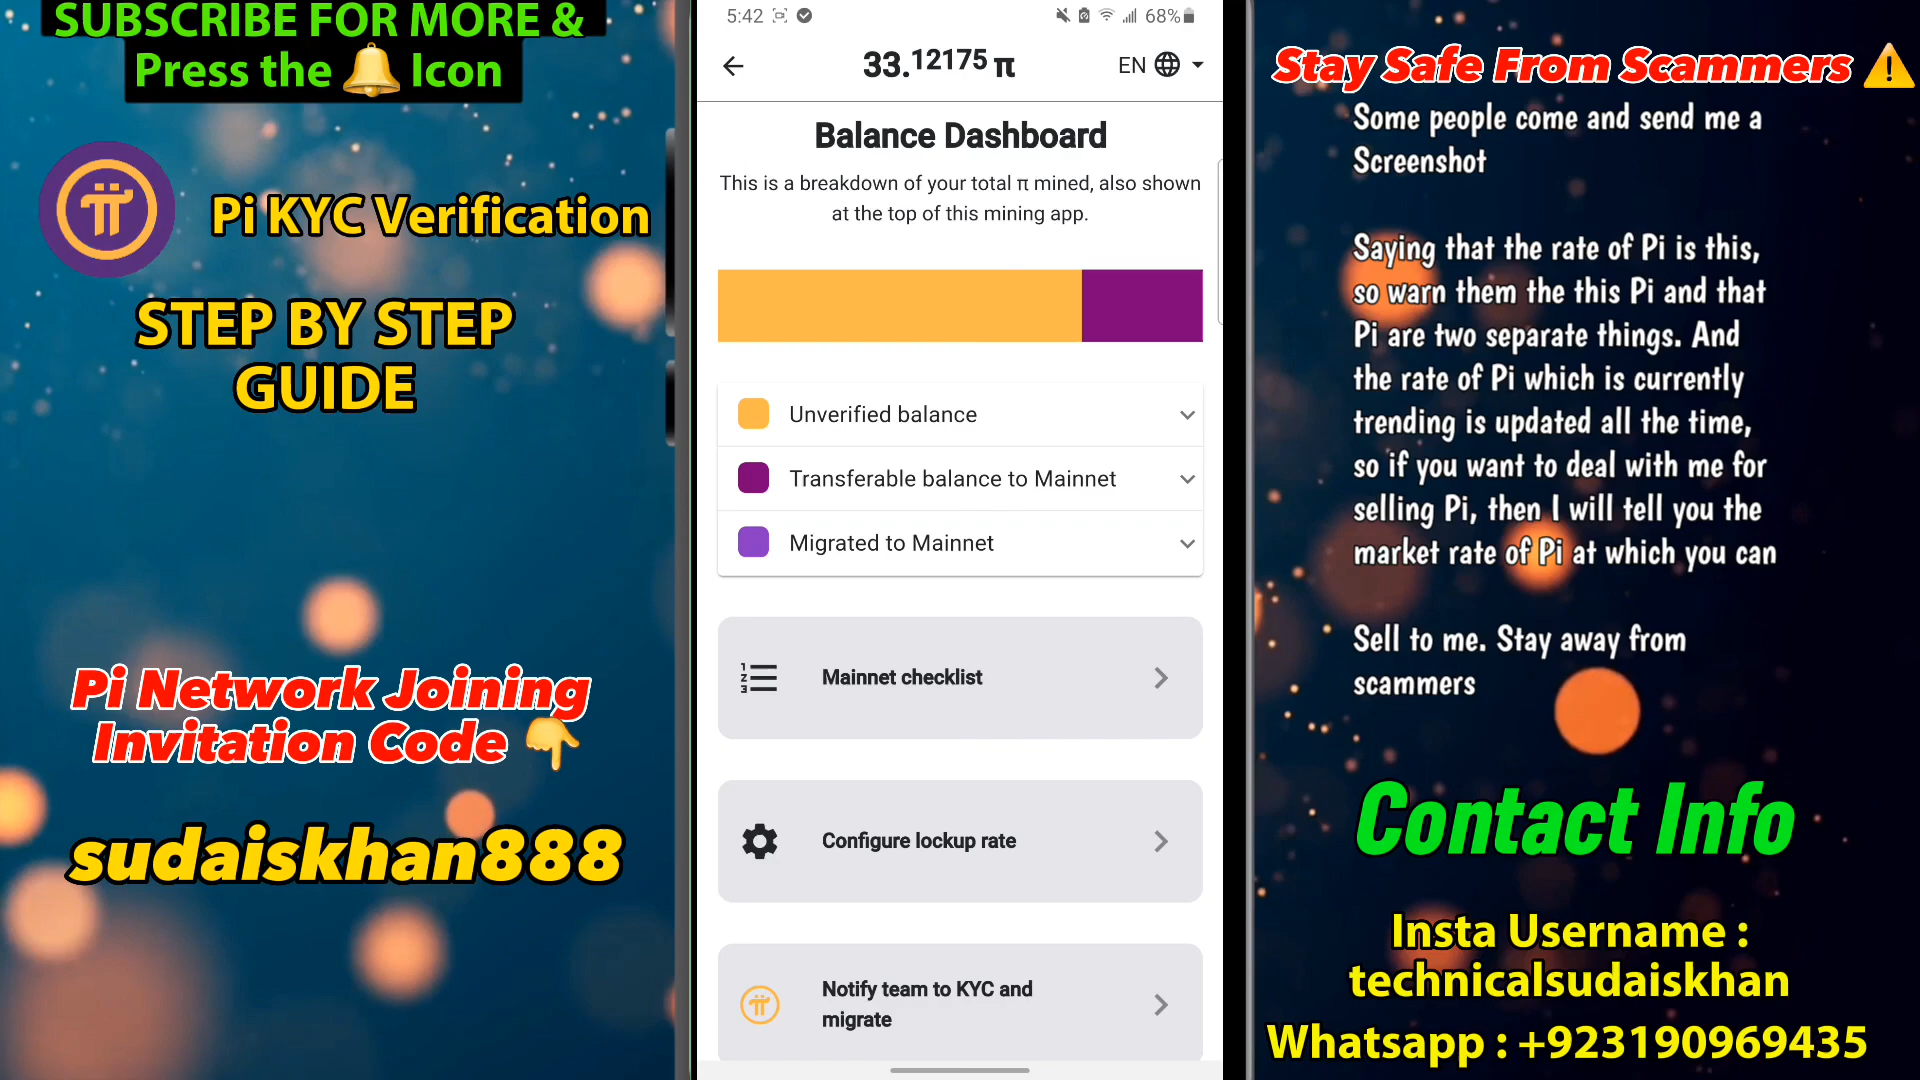 SUBSCRIBE FOR MORE &
Press the 🔔 Icon
Pi KYC Verification
STEP BY STEP
GUIDE
Pi Network Joining
Invitation Code 👇
sudaiskhan888
5:42 68%
33.12175 π EN
Balance Dashboard
This is a breakdown of your total π mined, also shown
at the top of this mining app.
Unverified balance
Transferable balance to Mainnet
Migrated to Mainnet
Mainnet checklist
Configure lockup rate
Notify team to KYC and
migrate
Stay Safe From Scammers ⚠️
Some people come and send me a
Screenshot
Saying that the rate of Pi is this,
so warn them the this Pi and that
Pi are two separate things. And
the rate of Pi which is currently
trending is updated all the time,
so if you want to deal with me for
selling Pi, then I will tell you the
market rate of Pi at which you can
Sell to me. Stay away from
scammers
Contact Info
Insta Username :
technicalsudaiskhan
Whatsapp : +923190969435